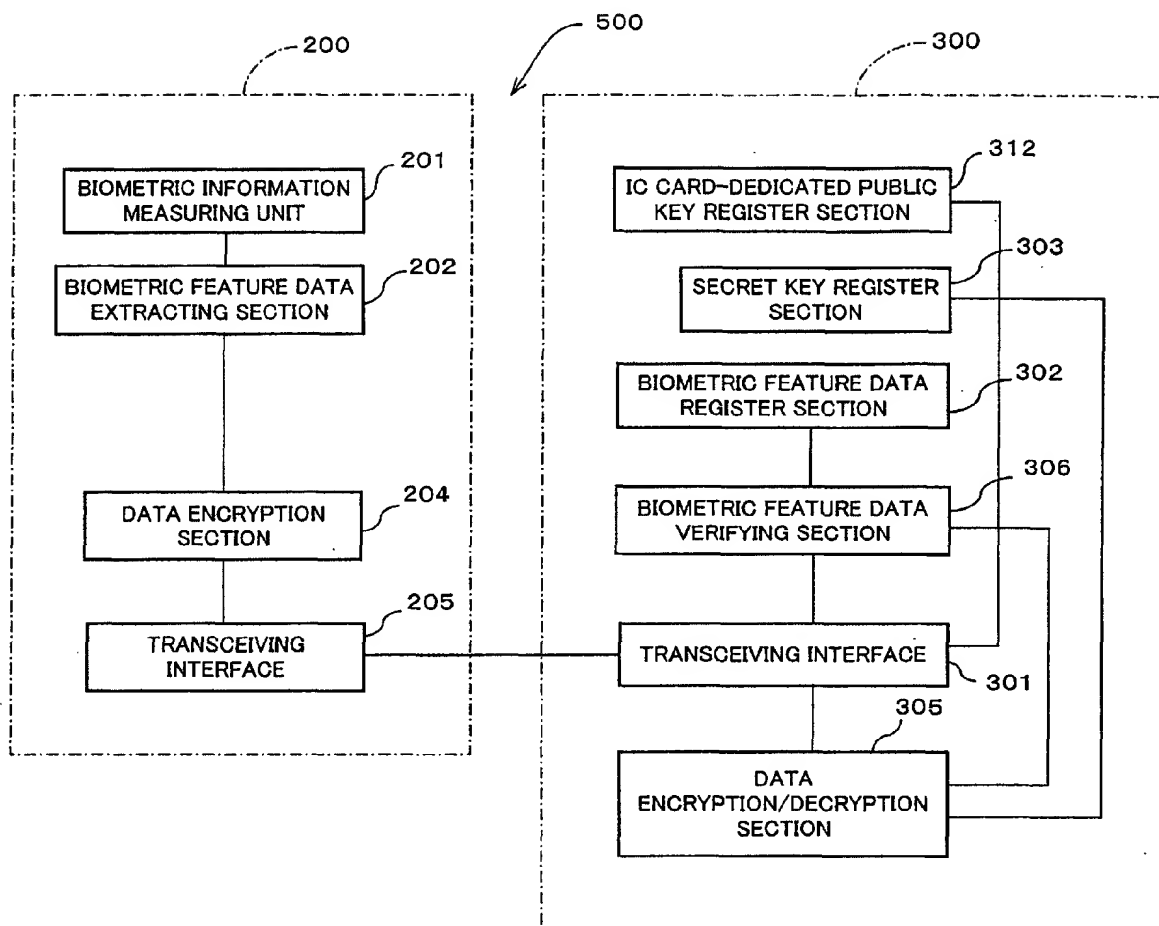 500
200
300
201
BIOMETRIC INFORMATION
MEASURING UNIT
202
BIOMETRIC FEATURE DATA
EXTRACTING SECTION
204
DATA ENCRYPTION
SECTION
205
TRANSCEIVING
INTERFACE
312
IC CARD-DEDICATED PUBLIC
KEY REGISTER SECTION
303
SECRET KEY REGISTER
SECTION
302
BIOMETRIC FEATURE DATA
REGISTER SECTION
306
BIOMETRIC FEATURE DATA
VERIFYING SECTION
TRANSCEIVING INTERFACE
301
305
DATA
ENCRYPTION/DECRYPTION
SECTION